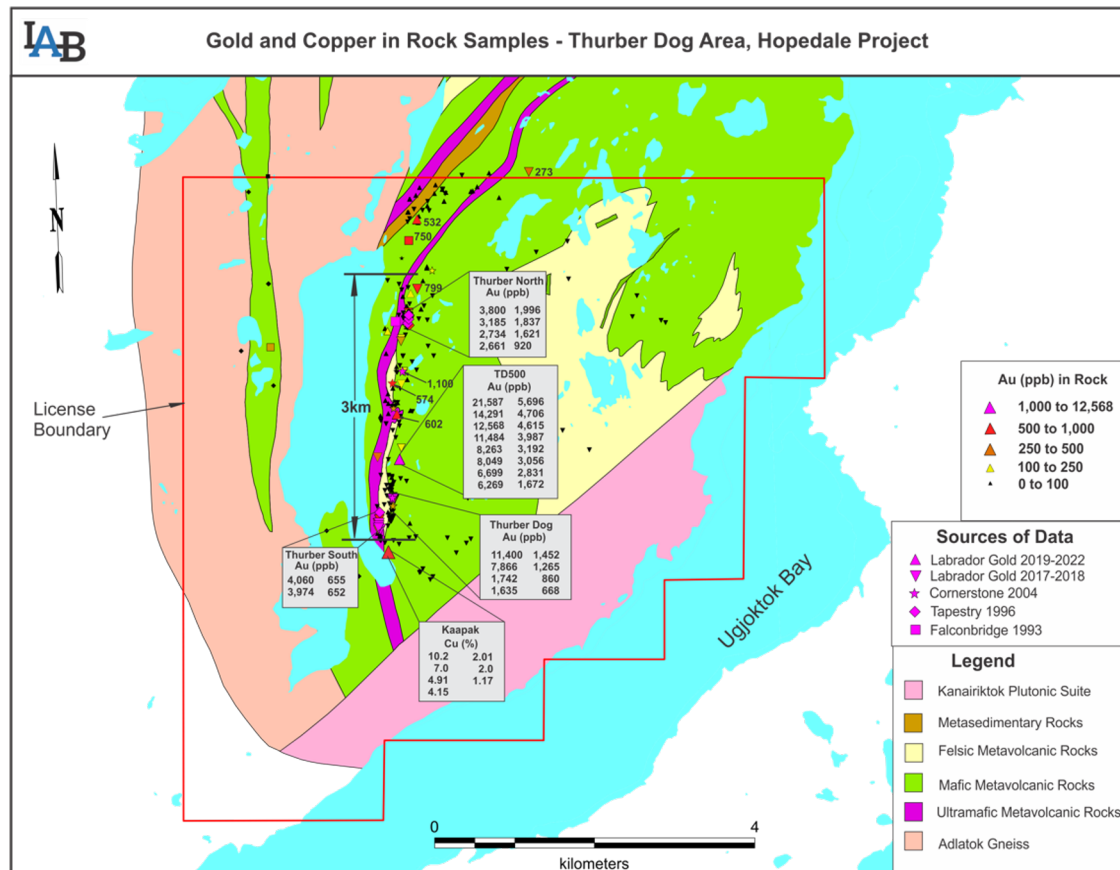 LAB
Gold and Copper in Rock Samples - Thurber Dog Area, Hopedale Project
N
273
532
750
799
Thurber North
Au (ppb)
3,800 1,996
3,185 1,837
2,734 1,621
2,661 920
1,100
574
602
3km
License
Boundary
TD500
Au (ppb)
21,587 5,696
14,291 4,706
12,568 4,615
11,484 3,987
8,263 3,192
8,049 3,056
6,699 2,831
6,269 1,672
Thurber Dog
Au (ppb)
11,400 1,452
7,866 1,265
1,742 860
1,635 668
Thurber South
Au (ppb)
4,060 655
3,974 652
Kaapak
Cu (%)
10.2 2.01
7.0 2.0
4.91 1.17
4.15
Ugjoktok Bay
Au (ppb) in Rock
1,000 to 12,568
500 to 1,000
250 to 500
100 to 250
0 to 100
Sources of Data
Labrador Gold 2019-2022
Labrador Gold 2017-2018
Cornerstone 2004
Tapestry 1996
Falconbridge 1993
Legend
Kanairiktok Plutonic Suite
Metasedimentary Rocks
Felsic Metavolcanic Rocks
Mafic Metavolcanic Rocks
Ultramafic Metavolcanic Rocks
Adlatok Gneiss
0 4
kilometers